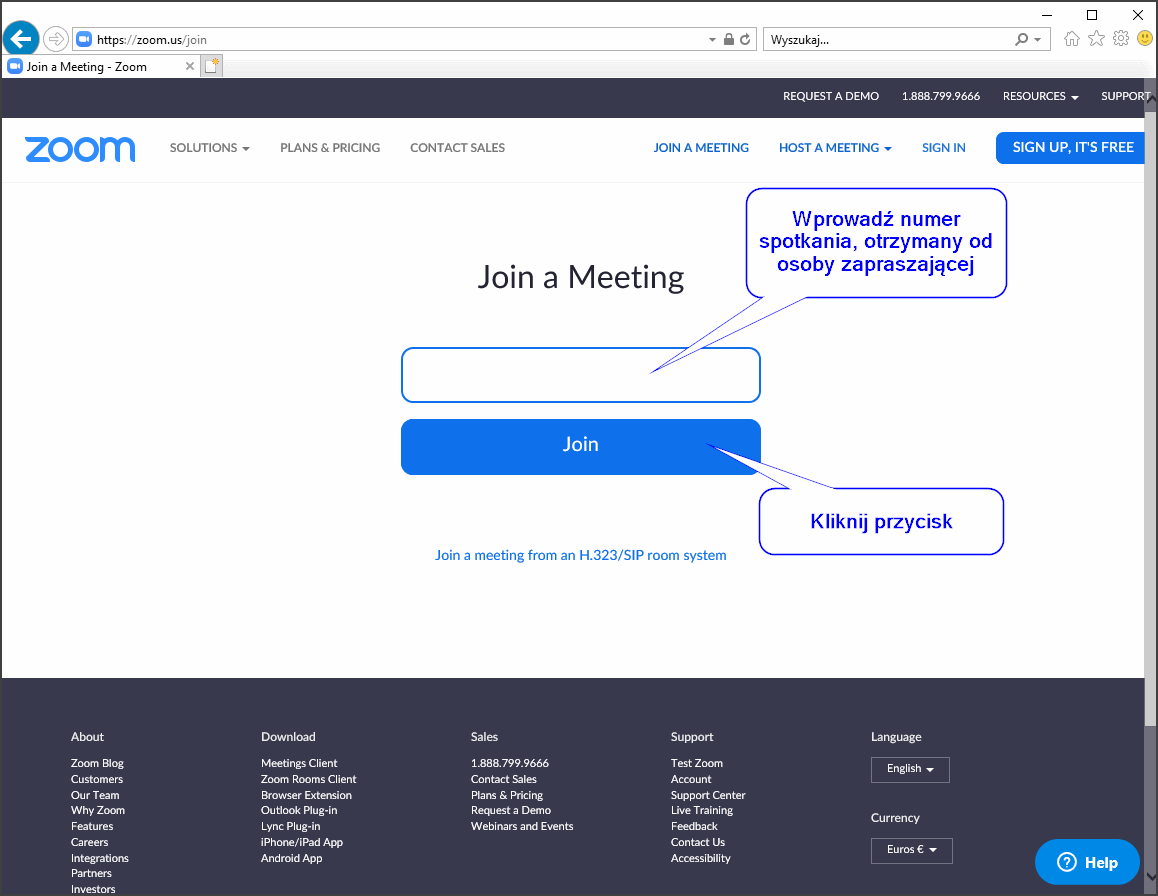 https://zoom.us/join
Wyszukaj...
Join a Meeting - Zoom
REQUEST A DEMO 1.888.799.9666 RESOURCES SUPPORT
zoom SOLUTIONS PLANS & PRICING CONTACT SALES JOIN A MEETING HOST A MEETING SIGN IN SIGN UP, IT'S FREE
Wprowadź numer
spotkania, otrzymany od
osoby zapraszającej
Join a Meeting
Join
Kliknij przycisk
Join a meeting from an H.323/SIP room system
About
Zoom Blog
Customers
Our Team
Why Zoom
Features
Careers
Integrations
Partners
Investors
Download
Meetings Client
Zoom Rooms Client
Browser Extension
Outlook Plug-in
Lync Plug-in
iPhone/iPad App
Android App
Sales
1.888.799.9666
Contact Sales
Plans & Pricing
Request a Demo
Webinars and Events
Support
Test Zoom
Account
Support Center
Live Training
Feedback
Contact Us
Accessibility
Language
English
Currency
Euros €
Help